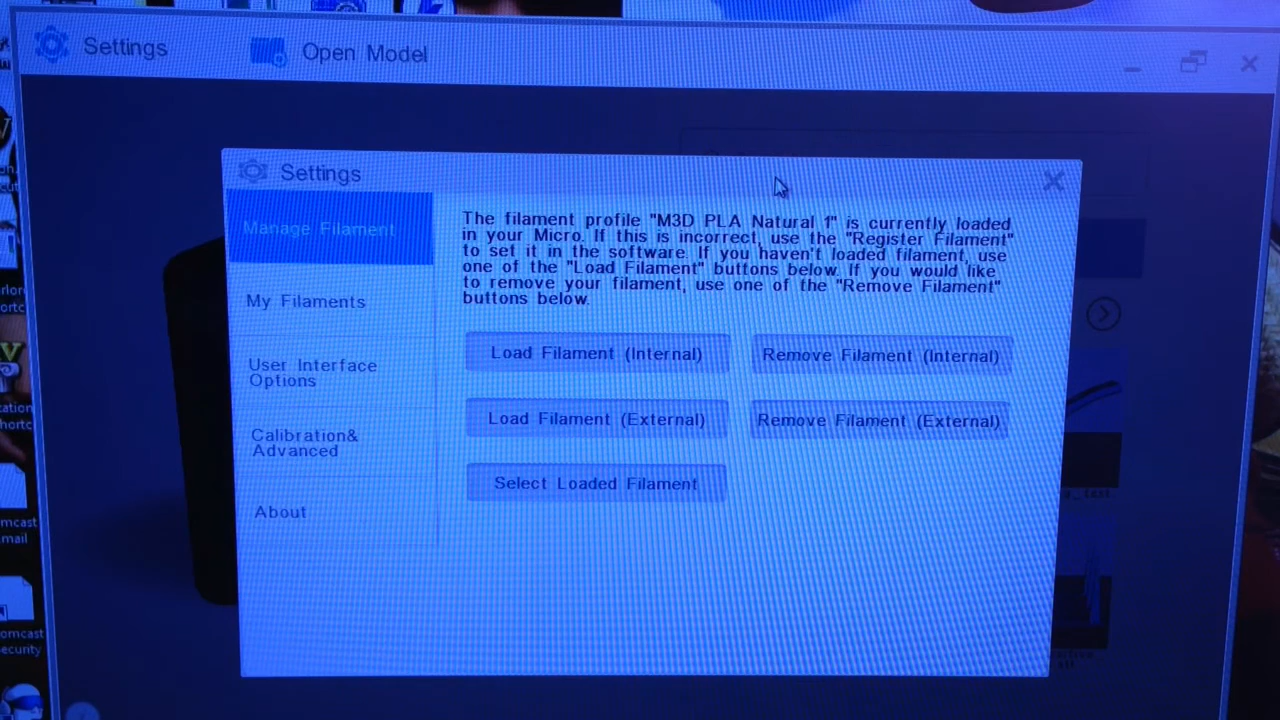 Settings
Open Model
Settings
Manage Filament
The filament profile "M3D PLA Natural 1" is currently loaded
in your Micro. If this is incorrect, use the "Register Filament"
to set it in the software. If you haven't loaded filament, use
one of the "Load Filament" buttons below. If you would like
to remove your filament, use one of the "Remove Filament"
buttons below.
My Filaments
User Interface
Options
Calibration&
Advanced
About
Load Filament (Internal)
Remove Filament (Internal)
Load Filament (External)
Remove Filament (External)
Select Loaded Filament
mcast
mail
omcast
ecurity